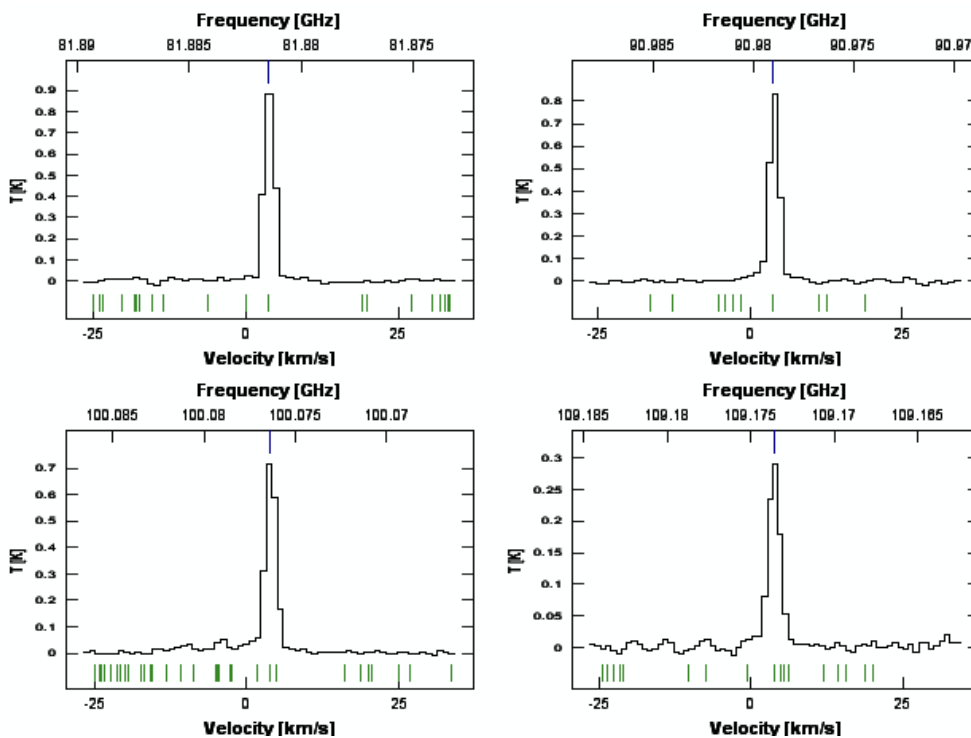 Frequency [GHz]
81.89 81.885 81.88 81.875
T [K]
0.9
0.8
0.7
0.6
0.5
0.4
0.3
0.2
0.1
0
-25 0 25
Velocity [km/s]
Frequency [GHz]
90.985 90.98 90.975 90.97
T [K]
0.8
0.7
0.6
0.5
0.4
0.3
0.2
0.1
0
-25 0 25
Velocity [km/s]
Frequency [GHz]
100.085 100.08 100.075 100.07
T [K]
0.7
0.6
0.5
0.4
0.3
0.2
0.1
0
-25 0 25
Velocity [km/s]
Frequency [GHz]
109.185 109.18 109.175 109.17 109.165
T [K]
0.3
0.25
0.2
0.15
0.1
0.05
0
-25 0 25
Velocity [km/s]